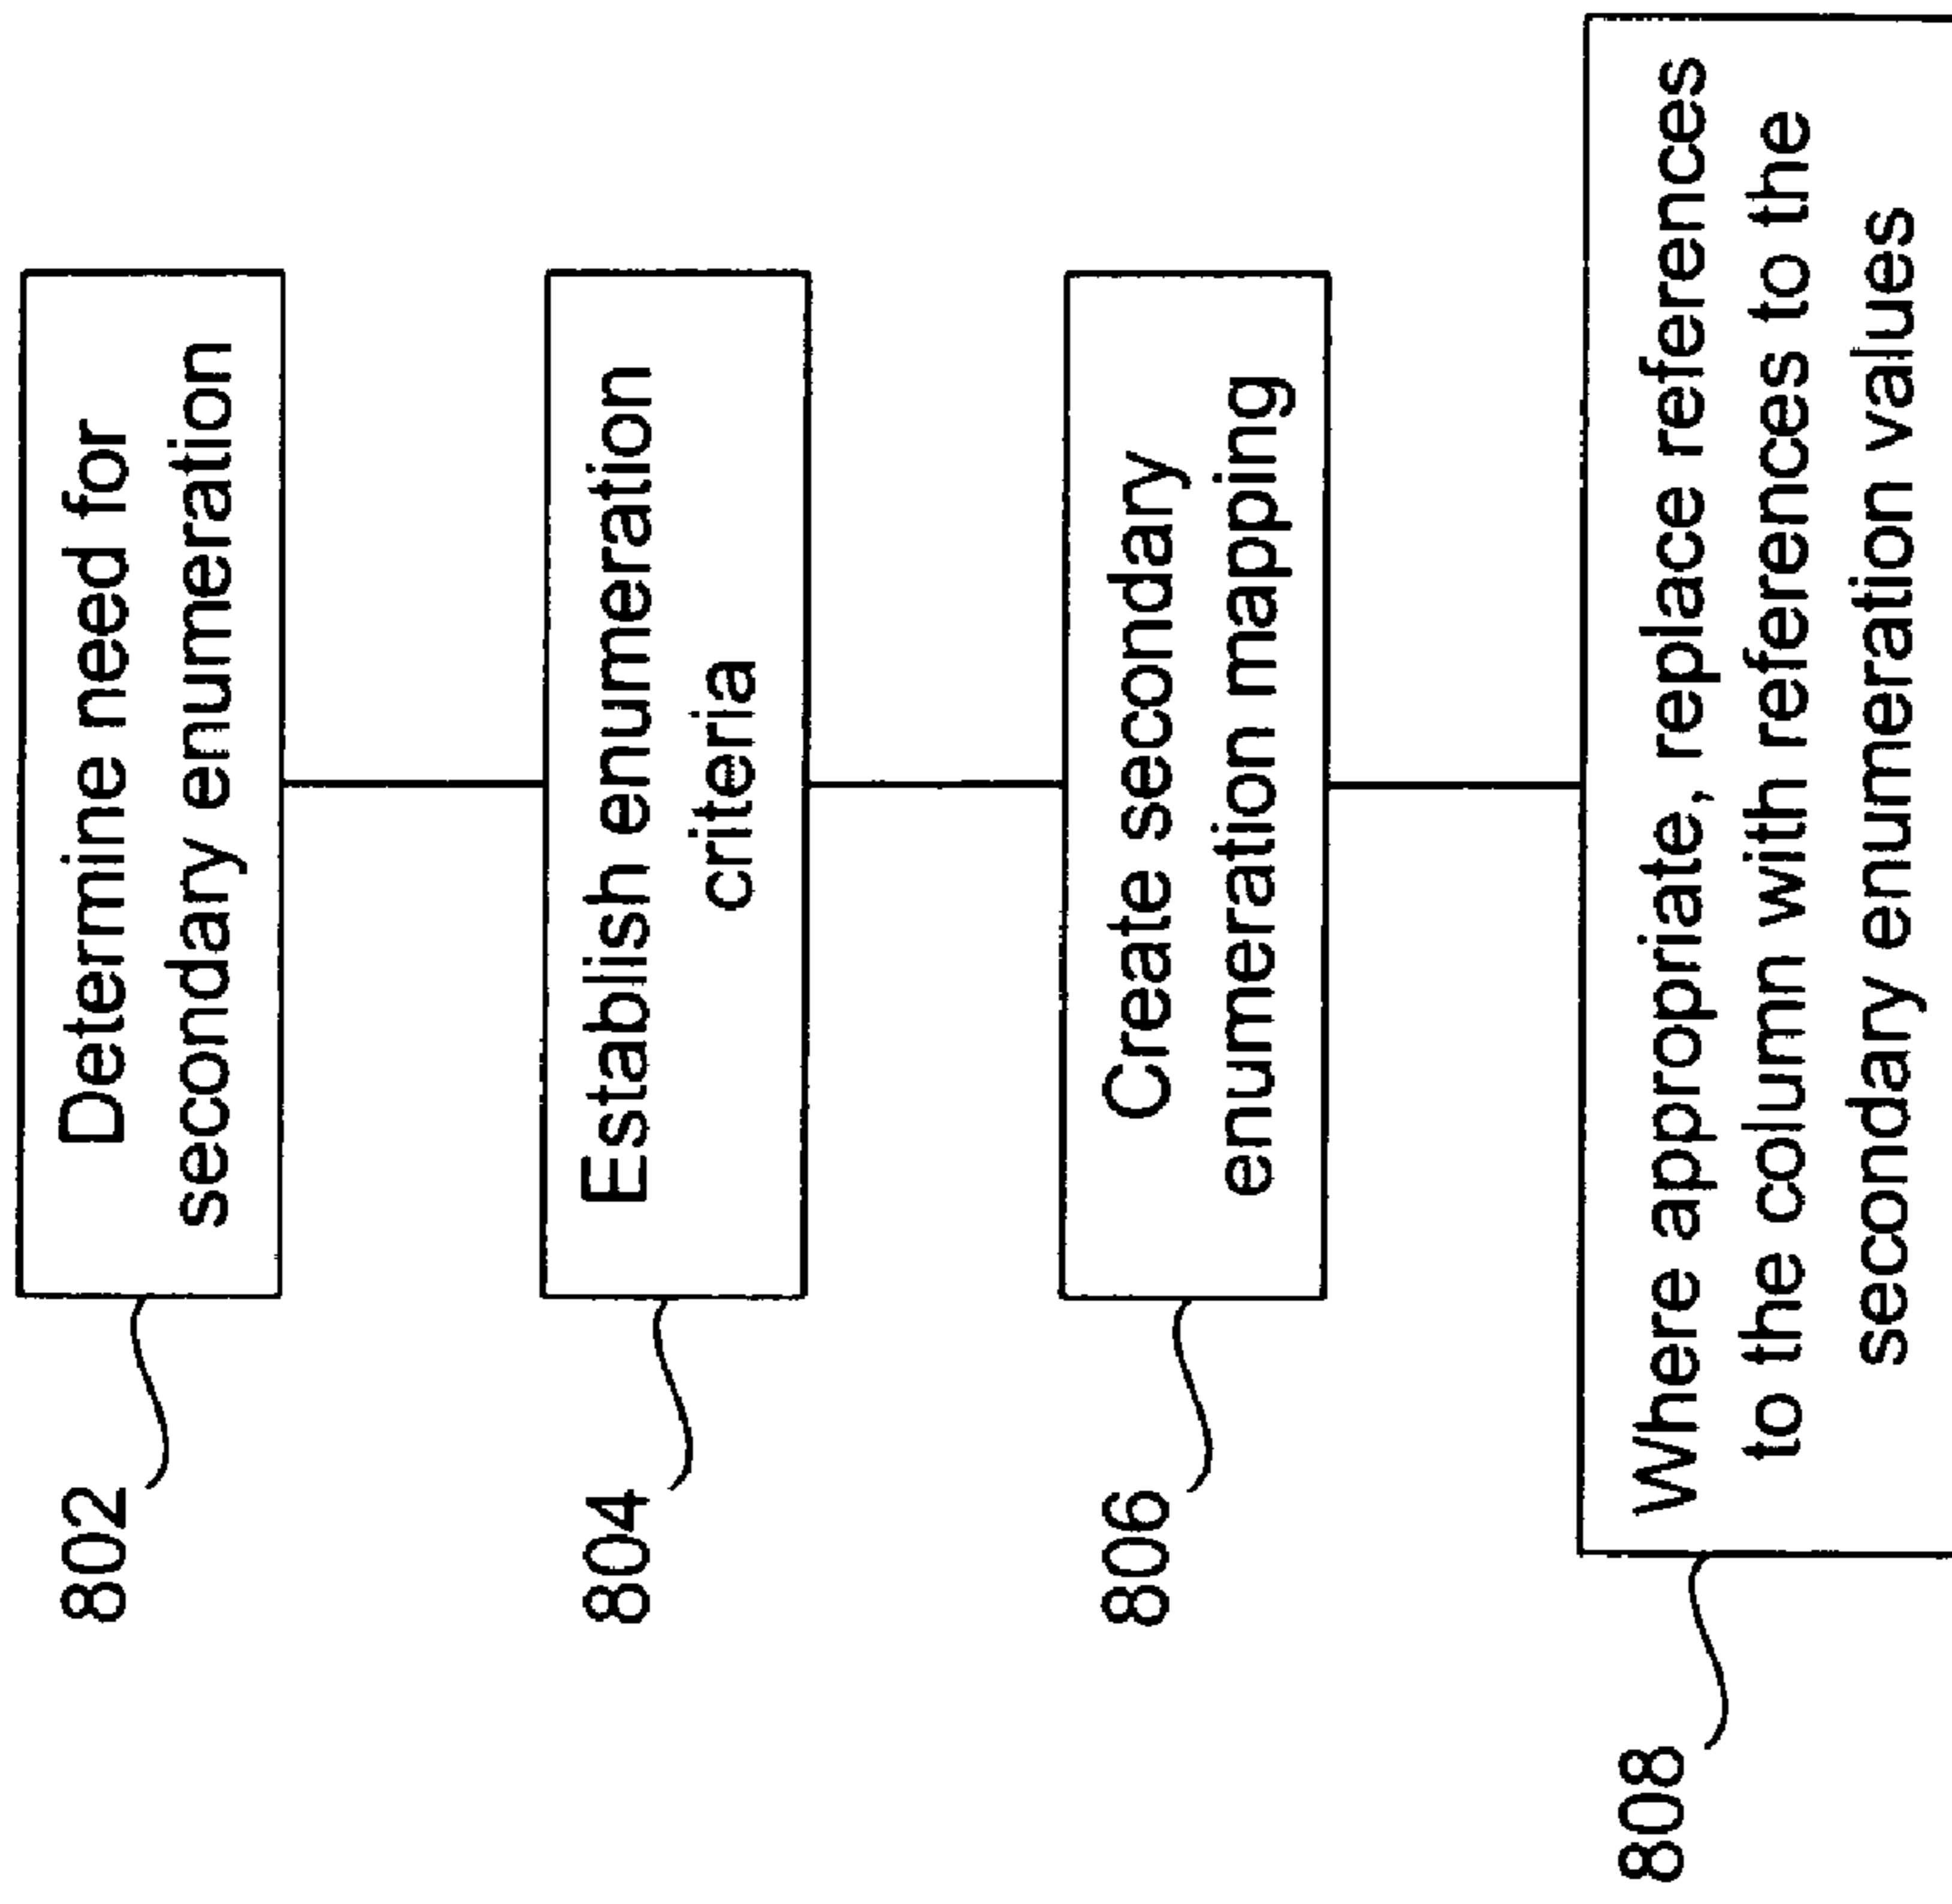 802
Determine need for
secondary enumeration
804
Establish enumeration
criteria
806
Create secondary
enumeration mapping
808
Where appropriate, replace references
to the column with references to the
secondary enumeration values